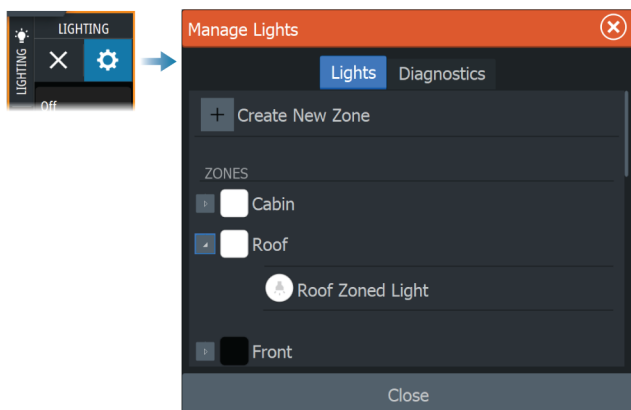 LIGHTING
LIGHTING
Off
Manage Lights
Lights Diagnostics
+ Create New Zone
ZONES
Cabin
Roof
Roof Zoned Light
Front
Close